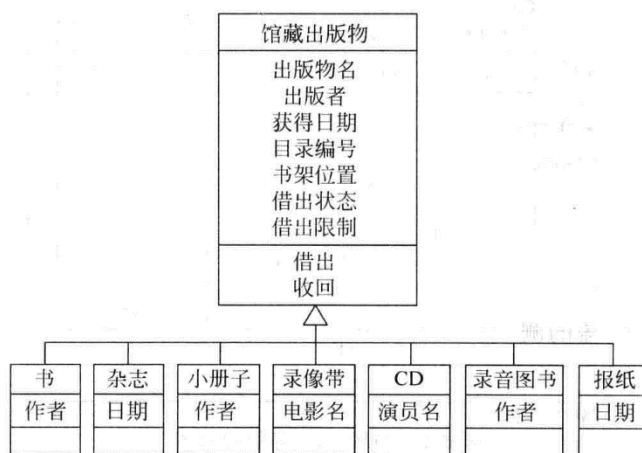 馆藏出版物
出版物名
出版者
获得日期
目录编号
书架位置
借出状态
借出限制
借出
收回
书 杂志 小册子 录像带 CD 录音图书 报纸
作者 日期 作者 电影名 演员名 作者 日期